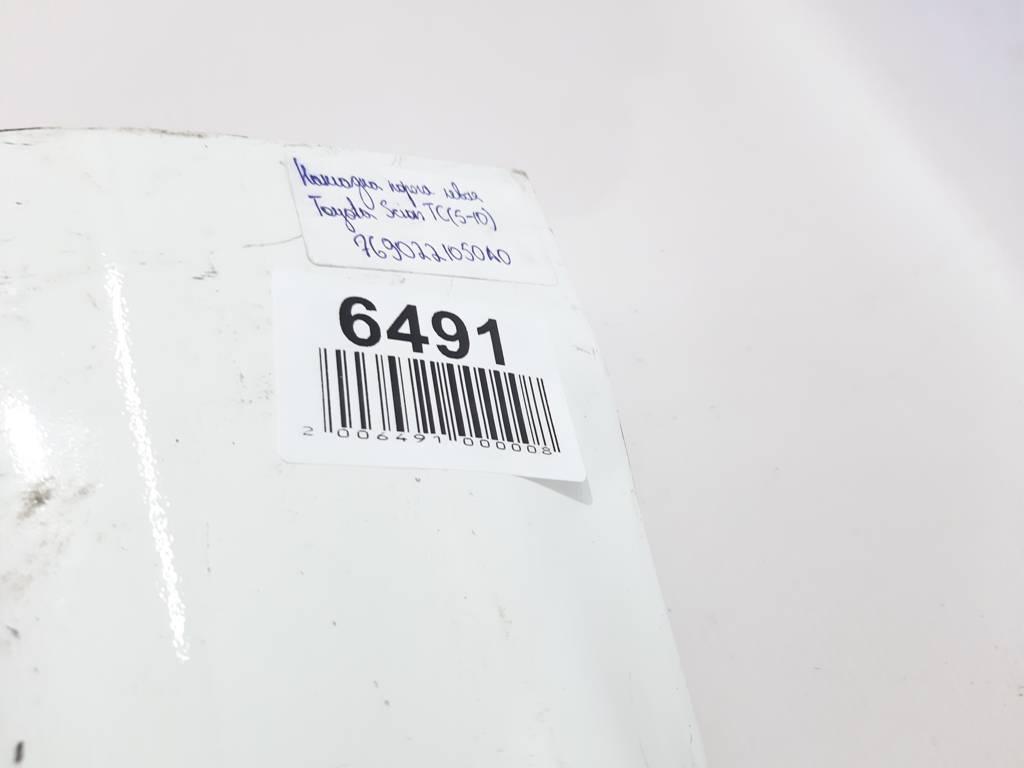 Накладка порога левая
Toyota Scion TC (5-10)
7690221050A0
6491
2 006491 000008